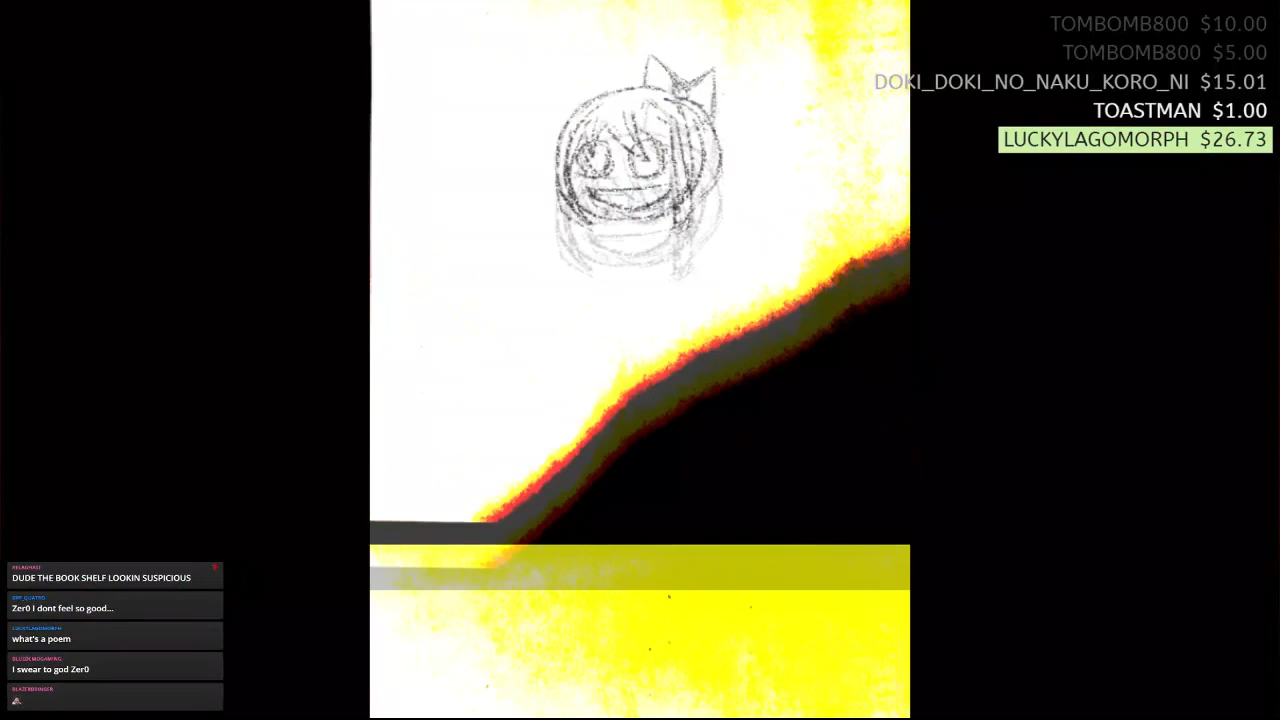 TOMBOMB800 $10.00
TOMBOMB800 $5.00
DOKI_DOKI_NO_NAKU_KORO_NI $15.01
TOASTMAN $1.00
LUCKYLAGOMORPH $26.73
DUDE THE BOOK SHELF LOOKIN SUSPICIOUS
Zer0 I dont feel so good...
LUCKYLAGOMORPH
what's a poem
I swear to god Zer0
BLAZERBRINGER